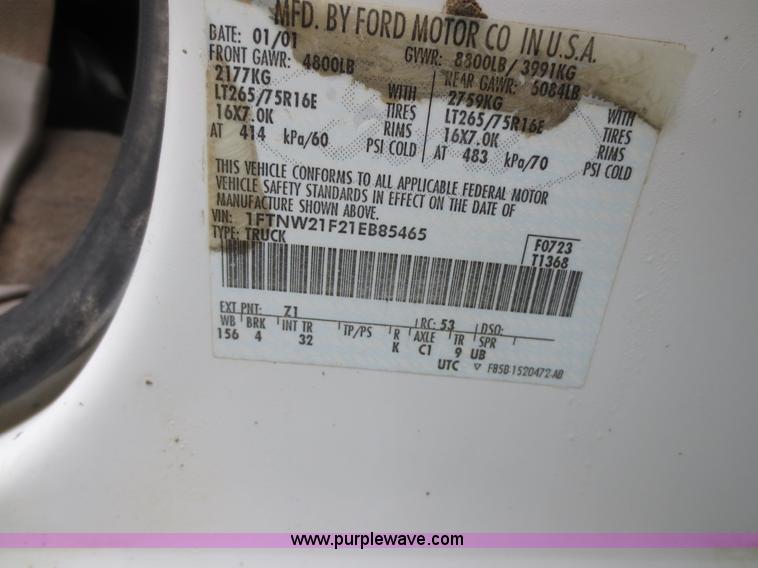 MFD. BY FORD MOTOR CO IN U.S.A.
DATE: 01/01 GVWR: 8800LB/ 3991KG
FRONT GAWR: 4800LB REAR GAWR: 6084LB
2177KG WITH 2759KG WITH
LT265/75R16E TIRES LT265/75R16E TIRES
16X7.0K RIMS 16X7.0K RIMS
AT 414 kPa/60 PSI COLD AT 483 kPa/70 PSI COLD
THIS VEHICLE CONFORMS TO ALL APPLICABLE FEDERAL MOTOR
VEHICLE SAFETY STANDARDS IN EFFECT ON THE DATE OF
MANUFACTURE SHOWN ABOVE.
VIN: 1FTNW21F21EB85465
TYPE: TRUCK
F0723
T1368
EXT PNT: Z1 RC: 53 DSO:
WB BRK INT TR TP/PS R AXLE TR SPR
156 4 32 K C1 9 UB
UTC ▽ F85B-1520472-AB
www.purplewave.com